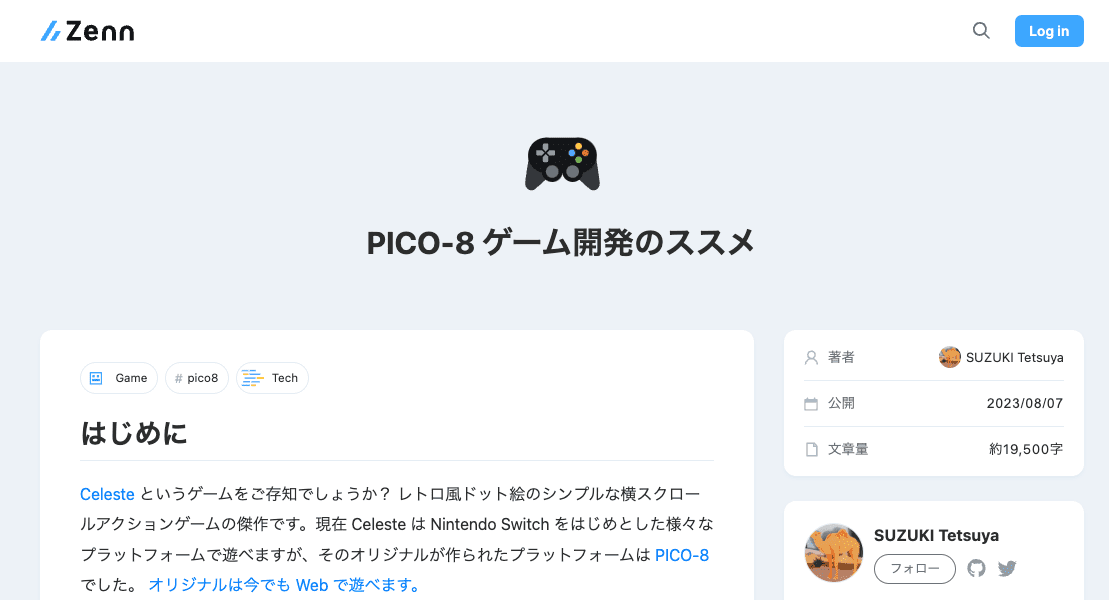 Zenn
Log in
PICO-8 ゲーム開発のススメ
Game
# pico8
Tech
はじめに
Celeste というゲームをご存知でしょうか？ レトロ風ドット絵のシンプルな横スクロー
ルアクションゲームの傑作です。現在 Celeste は Nintendo Switch をはじめとした様々な
プラットフォームで遊べますが、そのオリジナルが作られたプラットフォームは PICO-8
でした。 オリジナルは今でも Web で遊べます。
著者 SUZUKI Tetsuya
公開 2023/08/07
文章量 約19,500字
SUZUKI Tetsuya
フォロー